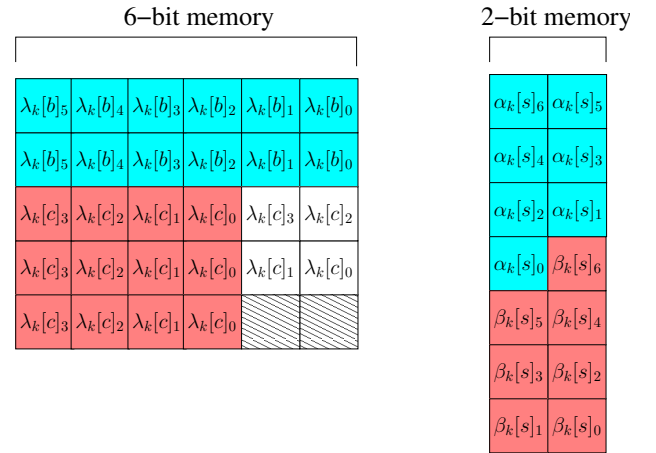 6−bit memory
2−bit memory
λₖ[b]₅ λₖ[b]₄ λₖ[b]₃ λₖ[b]₂ λₖ[b]₁ λₖ[b]₀
λₖ[b]₅ λₖ[b]₄ λₖ[b]₃ λₖ[b]₂ λₖ[b]₁ λₖ[b]₀
λₖ[c]₃ λₖ[c]₂ λₖ[c]₁ λₖ[c]₀ λₖ[c]₃ λₖ[c]₂
λₖ[c]₃ λₖ[c]₂ λₖ[c]₁ λₖ[c]₀ λₖ[c]₁ λₖ[c]₀
λₖ[c]₃ λₖ[c]₂ λₖ[c]₁ λₖ[c]₀
αₖ[s]₆ αₖ[s]₅
αₖ[s]₄ αₖ[s]₃
αₖ[s]₂ αₖ[s]₁
αₖ[s]₀ βₖ[s]₆
βₖ[s]₅ βₖ[s]₄
βₖ[s]₃ βₖ[s]₂
βₖ[s]₁ βₖ[s]₀